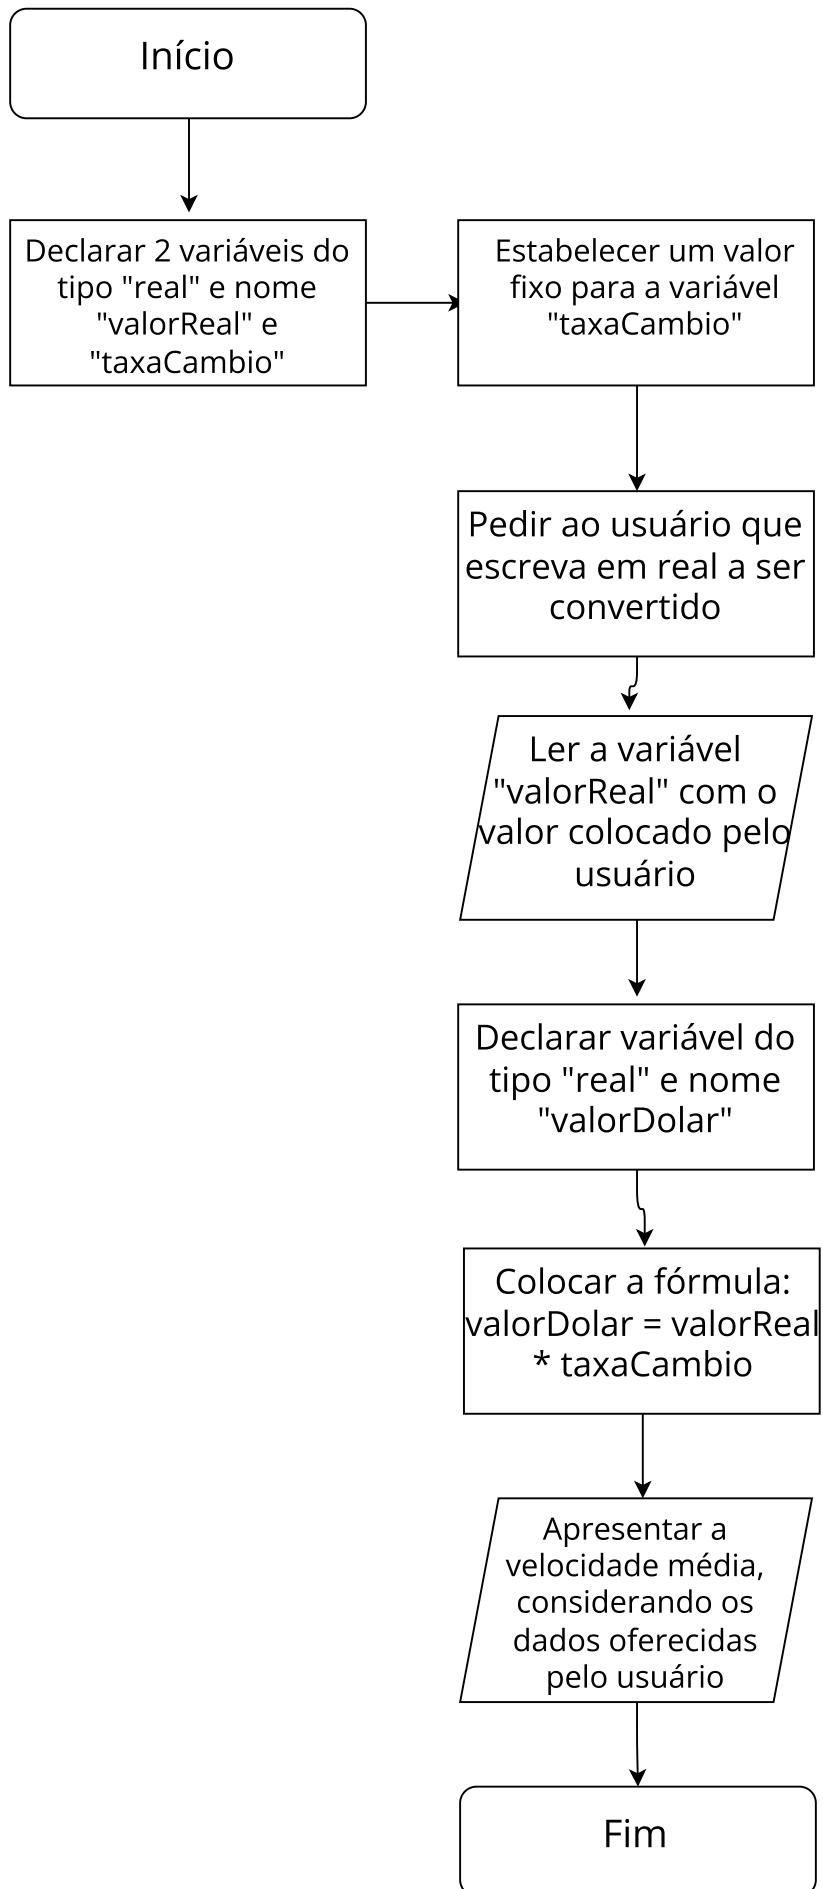 Início
Declarar 2 variáveis do
tipo "real" e nome
"valorReal" e
"taxaCambio"
Estabelecer um valor
fixo para a variável
"taxaCambio"
Pedir ao usuário que
escreva em real a ser
convertido
Ler a variável
"valorReal" com o
valor colocado pelo
usuário
Declarar variável do
tipo "real" e nome
"valorDolar"
Colocar a fórmula:
valorDolar = valorReal
* taxaCambio
Apresentar a
velocidade média,
considerando os
dados oferecidas
pelo usuário
Fim